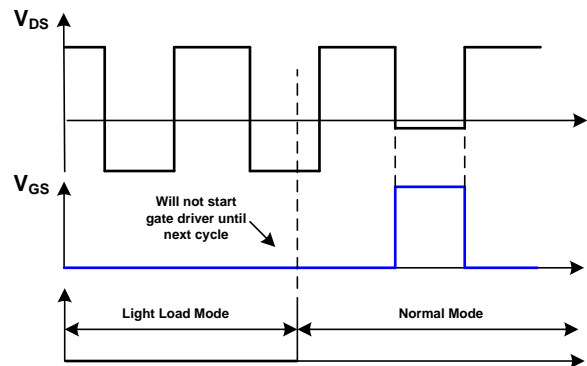 VDS
VGS
Will not start
gate driver until
next cycle
Light Load Mode
Normal Mode